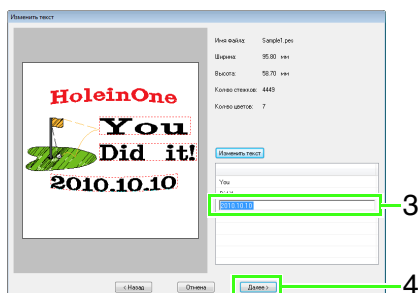 Изменить текст
Имя файла: Sample1.pes
Ширина: 95.80 мм
Высота: 58.70 мм
Кол-во стежков: 4449
Кол-во цветов: 7
HoleinOne
You
Did it!
2010.10.10
Изменить текст
You
Did it!
2010.10.10
3
< Назад
Отмена
Далее >
4